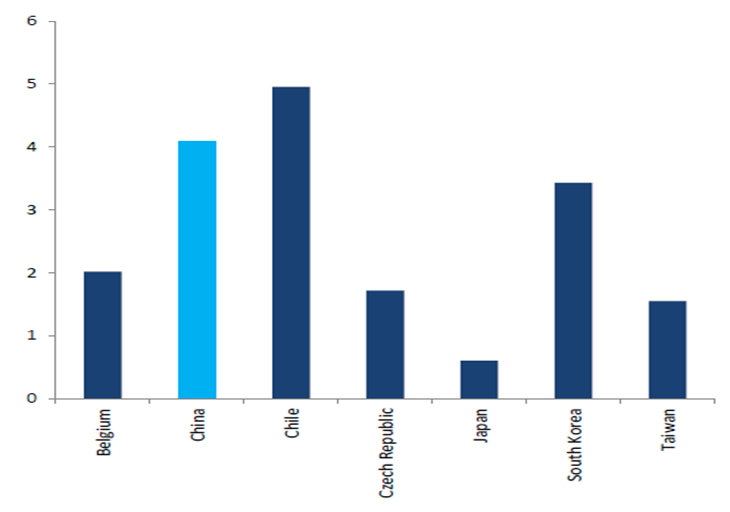 6
5
4
3
2
1
0
Belgium
China
Chile
Czech Republic
Japan
South Korea
Taiwan